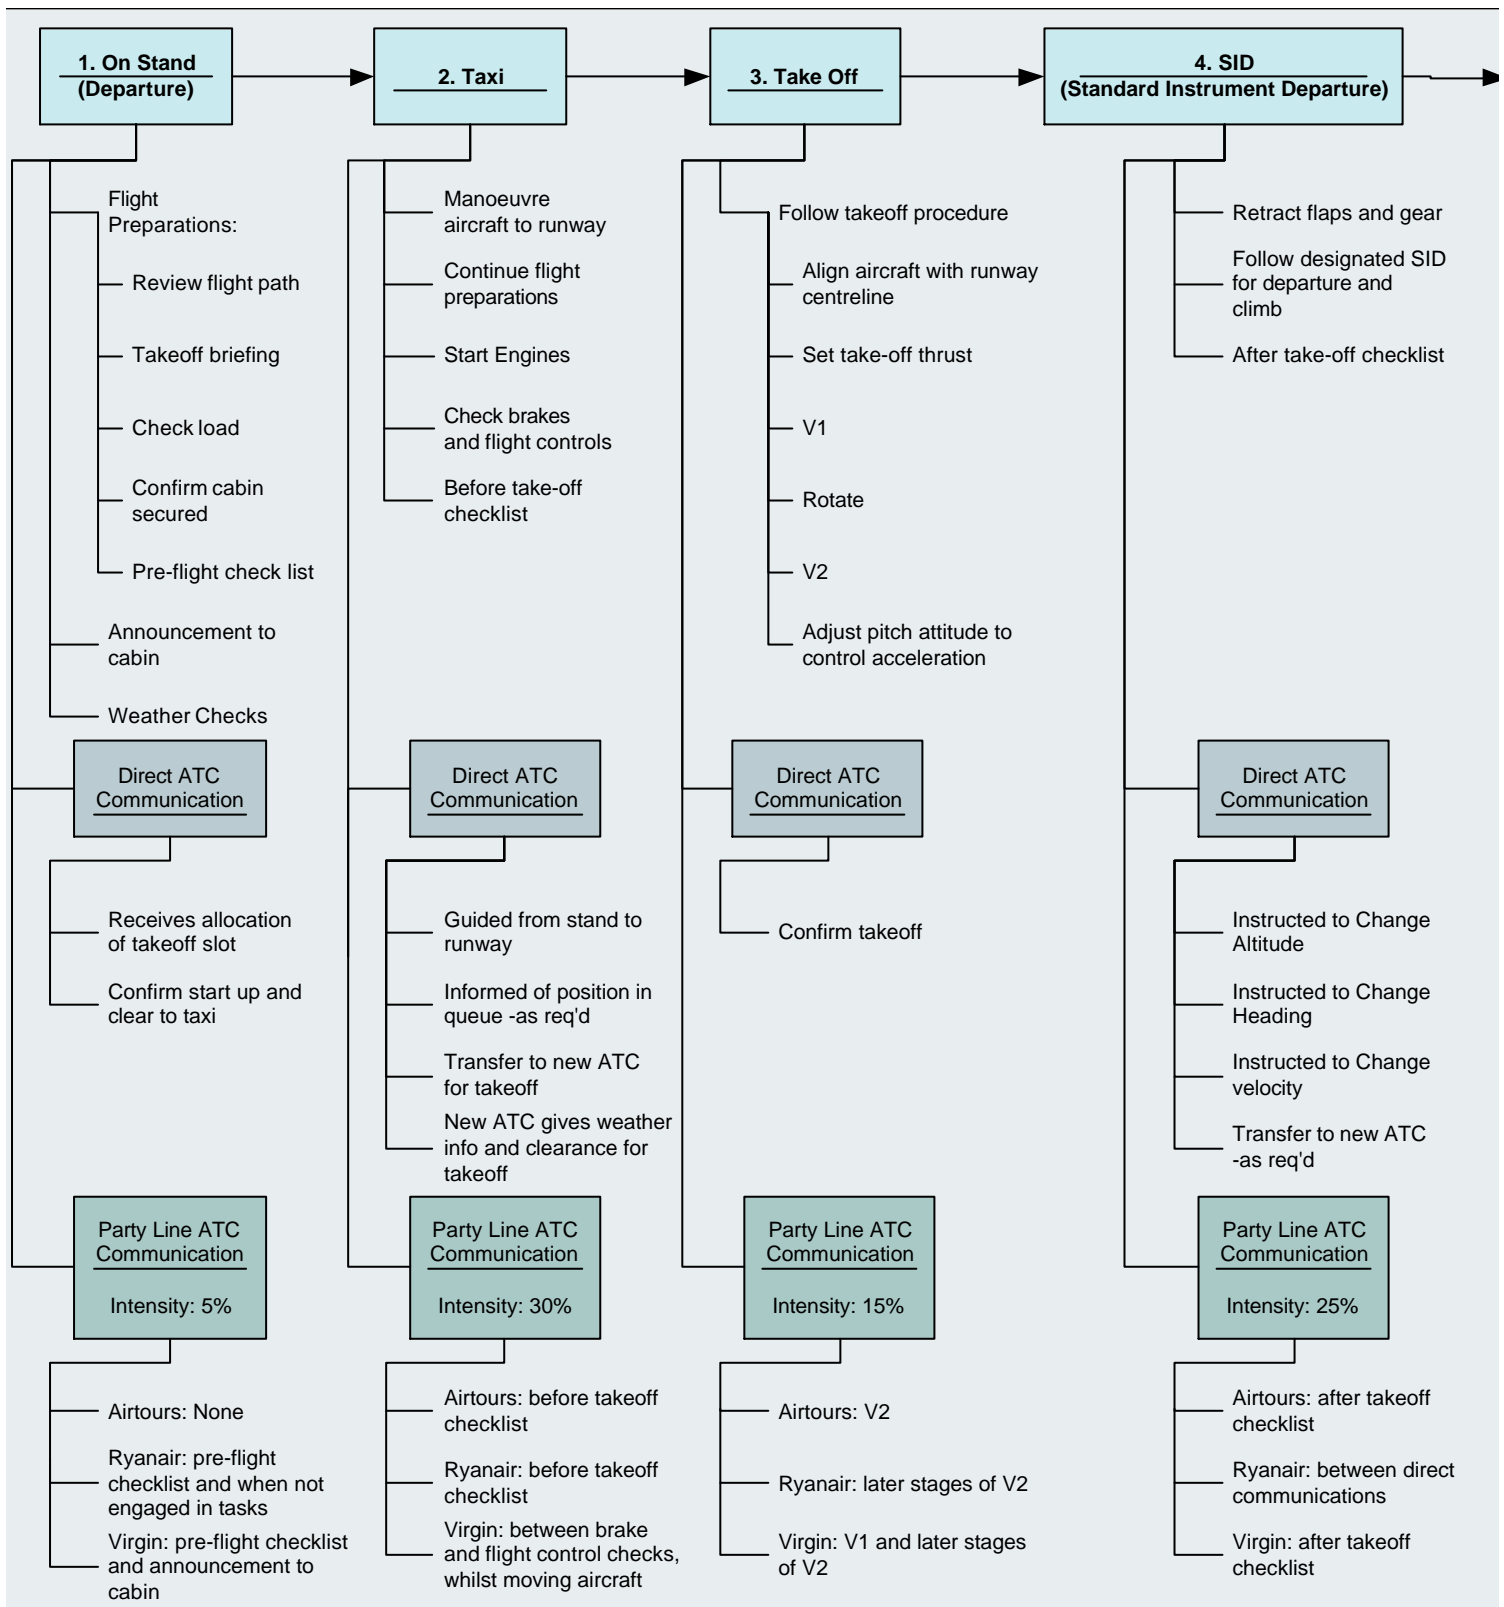 1. On Stand
(Departure)
2. Taxi
3. Take Off
4. SID
(Standard Instrument Departure)
Flight
Preparations:
Review flight path
Takeoff briefing
Check load
Confirm cabin
secured
Pre-flight check list
Announcement to
cabin
Weather Checks
Direct ATC
Communication
Receives allocation
of takeoff slot
Confirm start up and
clear to taxi
Party Line ATC
Communication
Intensity: 5%
Airtours: None
Ryanair: pre-flight
checklist and when not
engaged in tasks
Virgin: pre-flight checklist
and announcement to
cabin
Manoeuvre
aircraft to runway
Continue flight
preparations
Start Engines
Check brakes
and flight controls
Before take-off
checklist
Direct ATC
Communication
Guided from stand to
runway
Informed of position in
queue -as req'd
Transfer to new ATC
for takeoff
New ATC gives weather
info and clearance for
takeoff
Party Line ATC
Communication
Intensity: 30%
Airtours: before takeoff
checklist
Ryanair: before takeoff
checklist
Virgin: between brake
and flight control checks,
whilst moving aircraft
Follow takeoff procedure
Align aircraft with runway
centreline
Set take-off thrust
V1
Rotate
V2
Adjust pitch attitude to
control acceleration
Direct ATC
Communication
Confirm takeoff
Party Line ATC
Communication
Intensity: 15%
Airtours: V2
Ryanair: later stages of V2
Virgin: V1 and later stages
of V2
Retract flaps and gear
Follow designated SID
for departure and
climb
After take-off checklist
Direct ATC
Communication
Instructed to Change
Altitude
Instructed to Change
Heading
Instructed to Change
velocity
Transfer to new ATC
-as req'd
Party Line ATC
Communication
Intensity: 25%
Airtours: after takeoff
checklist
Ryanair: between direct
communications
Virgin: after takeoff
checklist